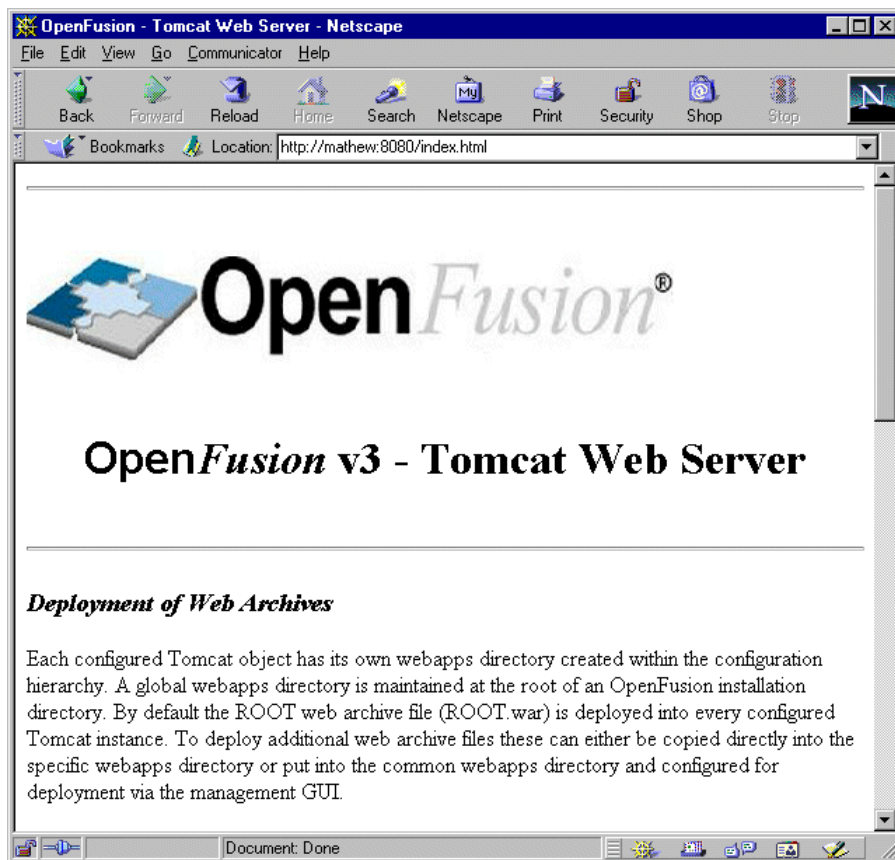 OpenFusion - Tomcat Web Server - Netscape
File Edit View Go Communicator Help
Back Forward Reload Home Search My Netscape Print Security Shop Stop N
Bookmarks Location: http://mathew:8080/index.html
OpenFusion®
OpenFusion v3 - Tomcat Web Server
Deployment of Web Archives
Each configured Tomcat object has its own webapps directory created within the configuration
hierarchy. A global webapps directory is maintained at the root of an OpenFusion installation
directory. By default the ROOT web archive file (ROOT.war) is deployed into every configured
Tomcat instance. To deploy additional web archive files these can either be copied directly into the
specific webapps directory or put into the common webapps directory and configured for
deployment via the management GUI.
Document: Done